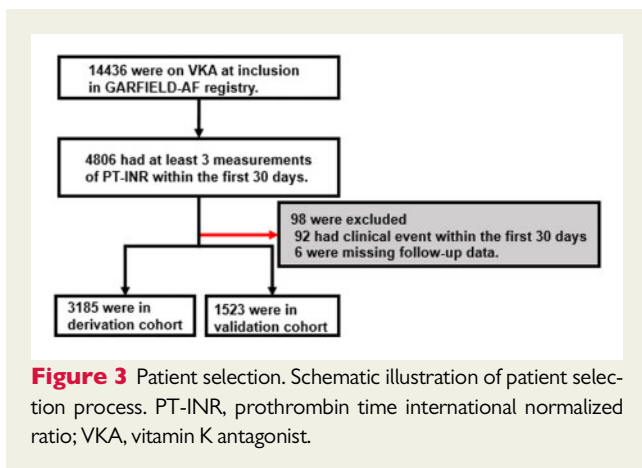 14436 were on VKA at inclusion
in GARFIELD-AF registry.
4806 had at least 3 measurements
of PT-INR within the first 30 days.
98 were excluded
92 had clinical event within the first 30 days
6 were missing follow-up data.
3185 were in
derivation cohort
1523 were in
validation cohort
Figure 3 Patient selection. Schematic illustration of patient selec-
tion process. PT-INR, prothrombin time international normalized
ratio; VKA, vitamin K antagonist.